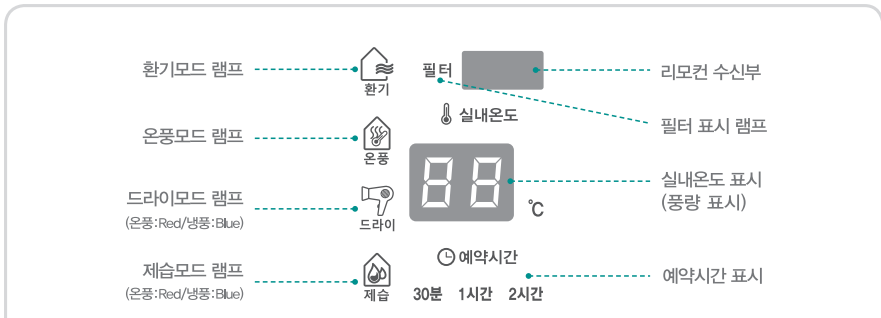 환기모드 램프
환기
필터
리모컨 수신부
실내온도
필터 표시 램프
온풍모드 램프
온풍
88
℃
실내온도 표시
(풍량 표시)
드라이모드 램프
(온풍:Red/냉풍:Blue)
드라이
제습모드 램프
(온풍:Red/냉풍:Blue)
제습
예약시간
30분 1시간 2시간
예약시간 표시